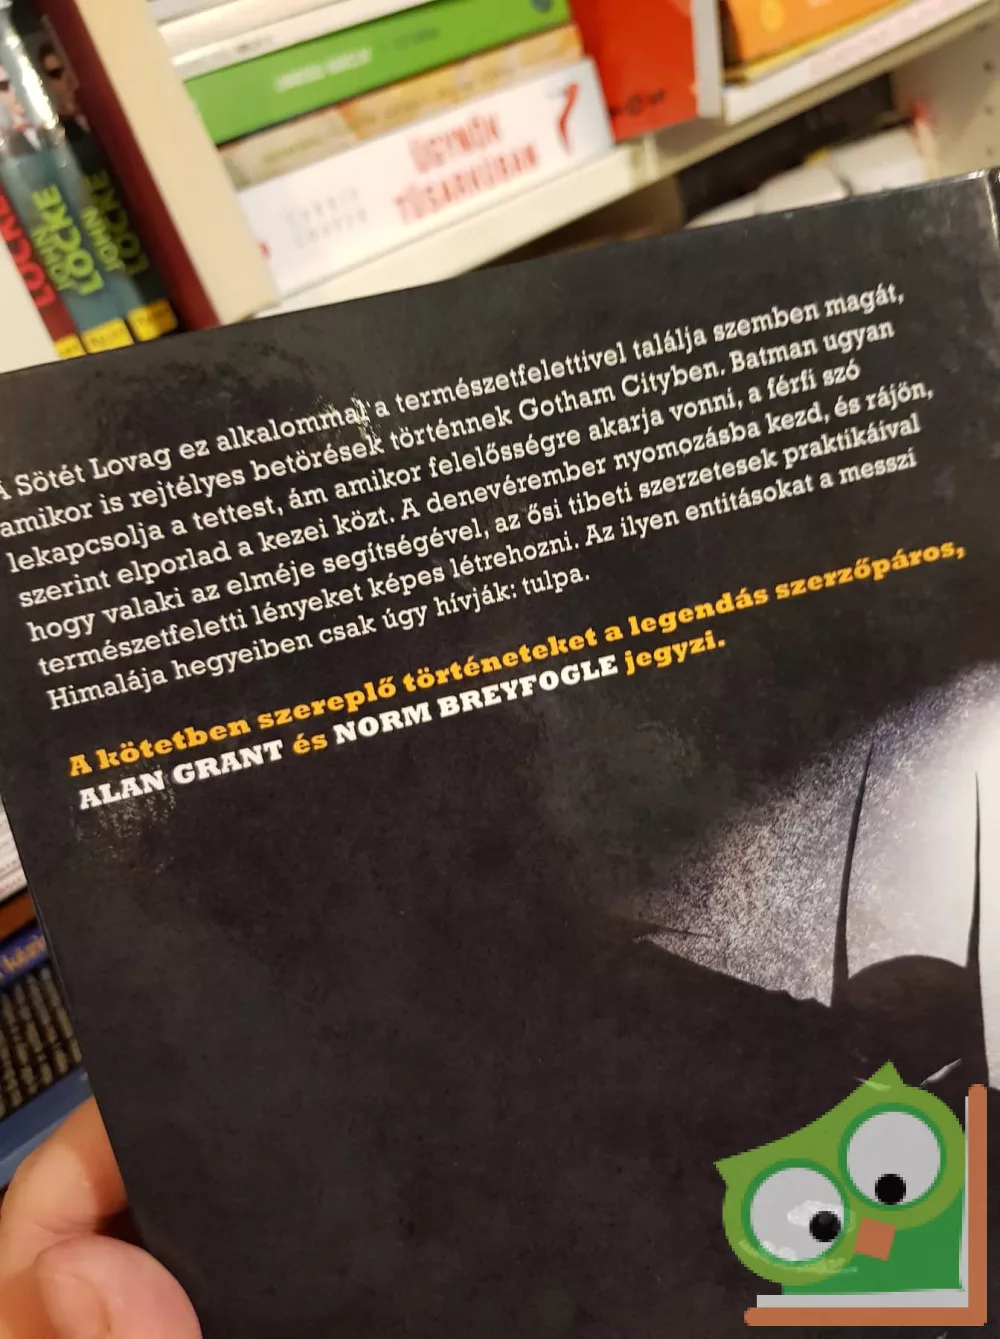 LOCKE
JOHN
LOCKE
JOHN
LOCKE
ÜGYNÖK
TŰSARKÚBAN
A Sötét Lovag ez alkalommal a természetfelettivel találja szemben magát,
amikor is rejtélyes betörések történnek Gotham Cityben. Batman ugyan
lekapcsolja a tettest, ám amikor felelősségre akarja vonni, a férfi szó
szerint elporlad a kezei közt. A denevérember nyomozásba kezd, és rájön,
hogy valaki az elméje segítségével, az ősi tibeti szerzetesek praktikáival
természetfeletti lényeket képes létrehozni. Az ilyen entitásokat a messzi
Himalája hegyeiben csak úgy hívják: tulpa.
A kötetben szereplő történeteket a legendás szerzőpáros,
ALAN GRANT és NORM BREYFOGLE jegyzi.